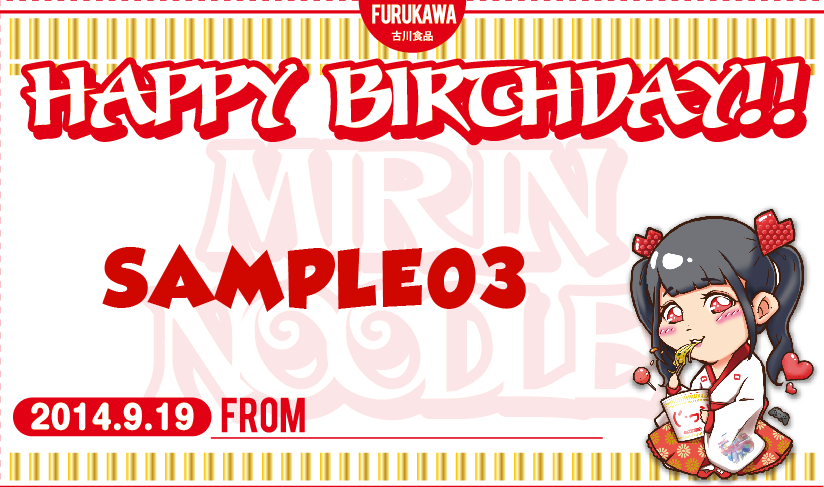 FURUKAWA
古川食品
HAPPY BIRTHDAY!!
MIRIN
SAMPLE03
NOODLE
2014.9.19 FROM